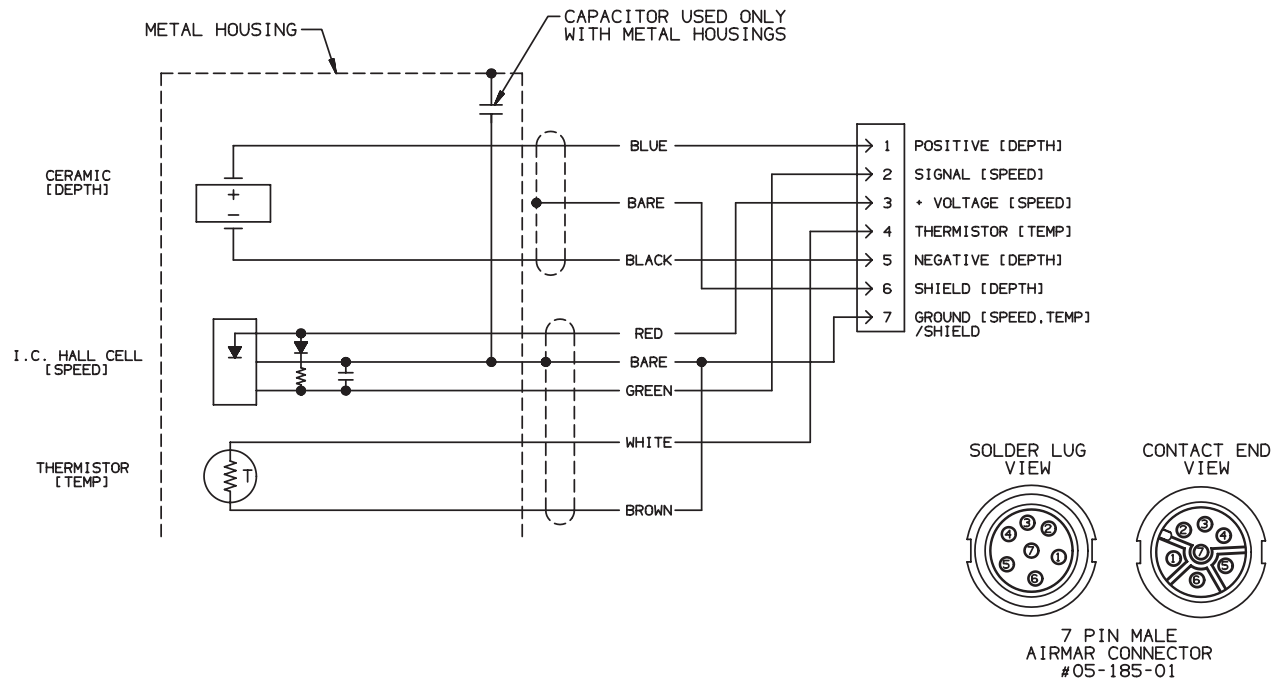 METAL HOUSING
CAPACITOR USED ONLY
WITH METAL HOUSINGS
CERAMIC
[DEPTH]
+
–
I.C. HALL CELL
[SPEED]
THERMISTOR
[TEMP]
T
BLUE
BARE
BLACK
RED
BARE
GREEN
WHITE
BROWN
1 POSITIVE [DEPTH]
2 SIGNAL [SPEED]
3 + VOLTAGE [SPEED]
4 THERMISTOR [TEMP]
5 NEGATIVE [DEPTH]
6 SHIELD [DEPTH]
7 GROUND [SPEED,TEMP]
/SHIELD
SOLDER LUG
VIEW
3
4 2
7
1
5
6
CONTACT END
VIEW
3
2 4
7
1 5
6
7 PIN MALE
AIRMAR CONNECTOR
#05-185-01